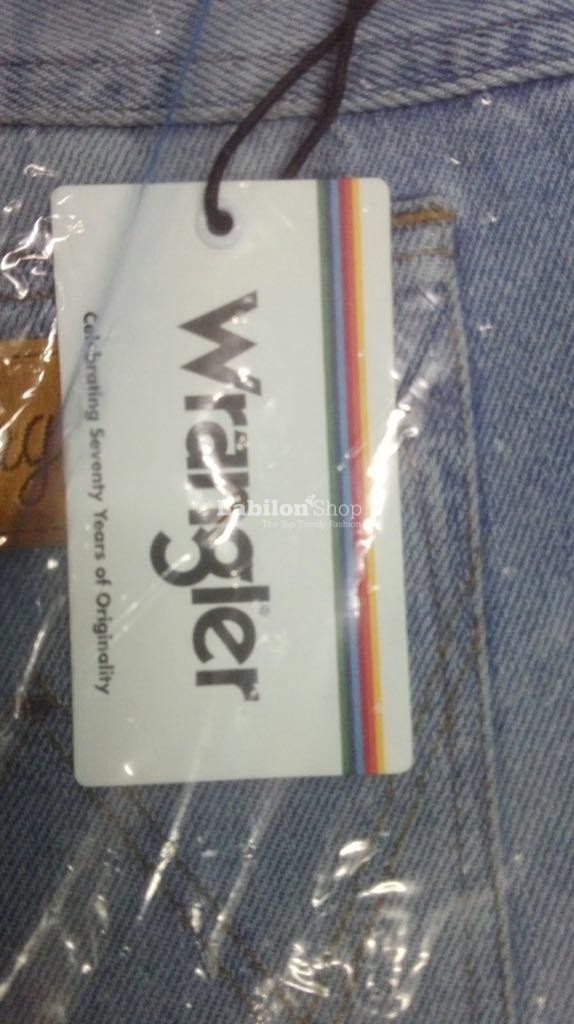 Wrangler®
Celebrating Seventy Years of Originality
Babilon Shop
The Top Trendy Fashion